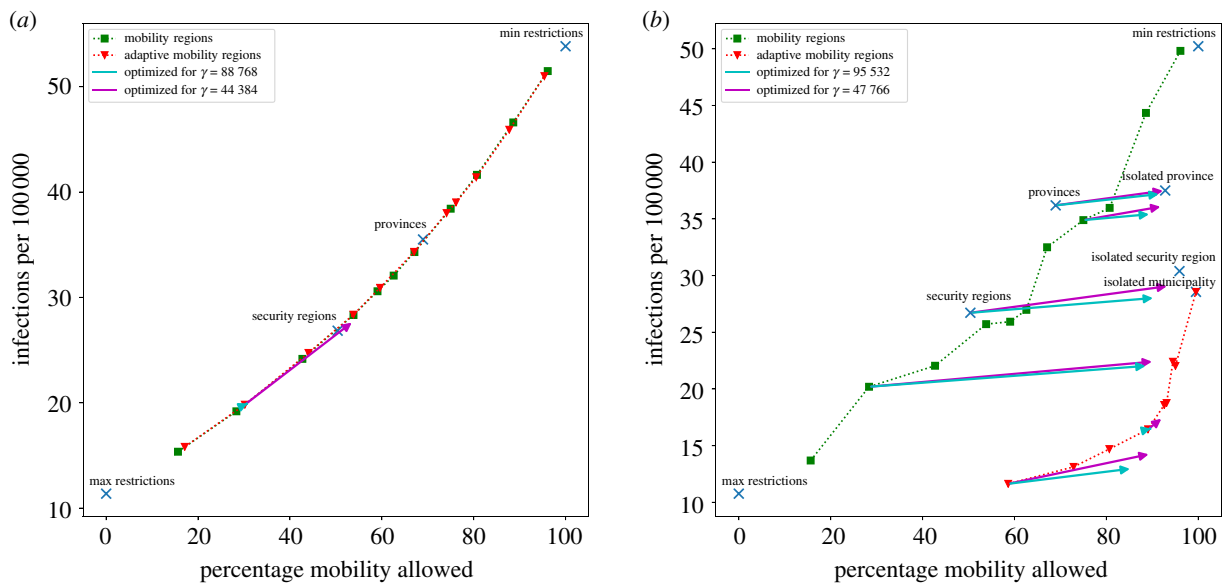 (a)
mobility regions
adaptive mobility regions
optimized for γ = 88 768
optimized for γ = 44 384
min restrictions
provinces
security regions
max restrictions
50
40
30
20
10
infections per 100 000
0 20 40 60 80 100
percentage mobility allowed
(b)
mobility regions
adaptive mobility regions
optimized for γ = 95 532
optimized for γ = 47 766
min restrictions
isolated province
provinces
isolated security region
isolated municipality
security regions
max restrictions
50
45
40
35
30
25
20
15
10
infections per 100 000
0 20 40 60 80 100
percentage mobility allowed